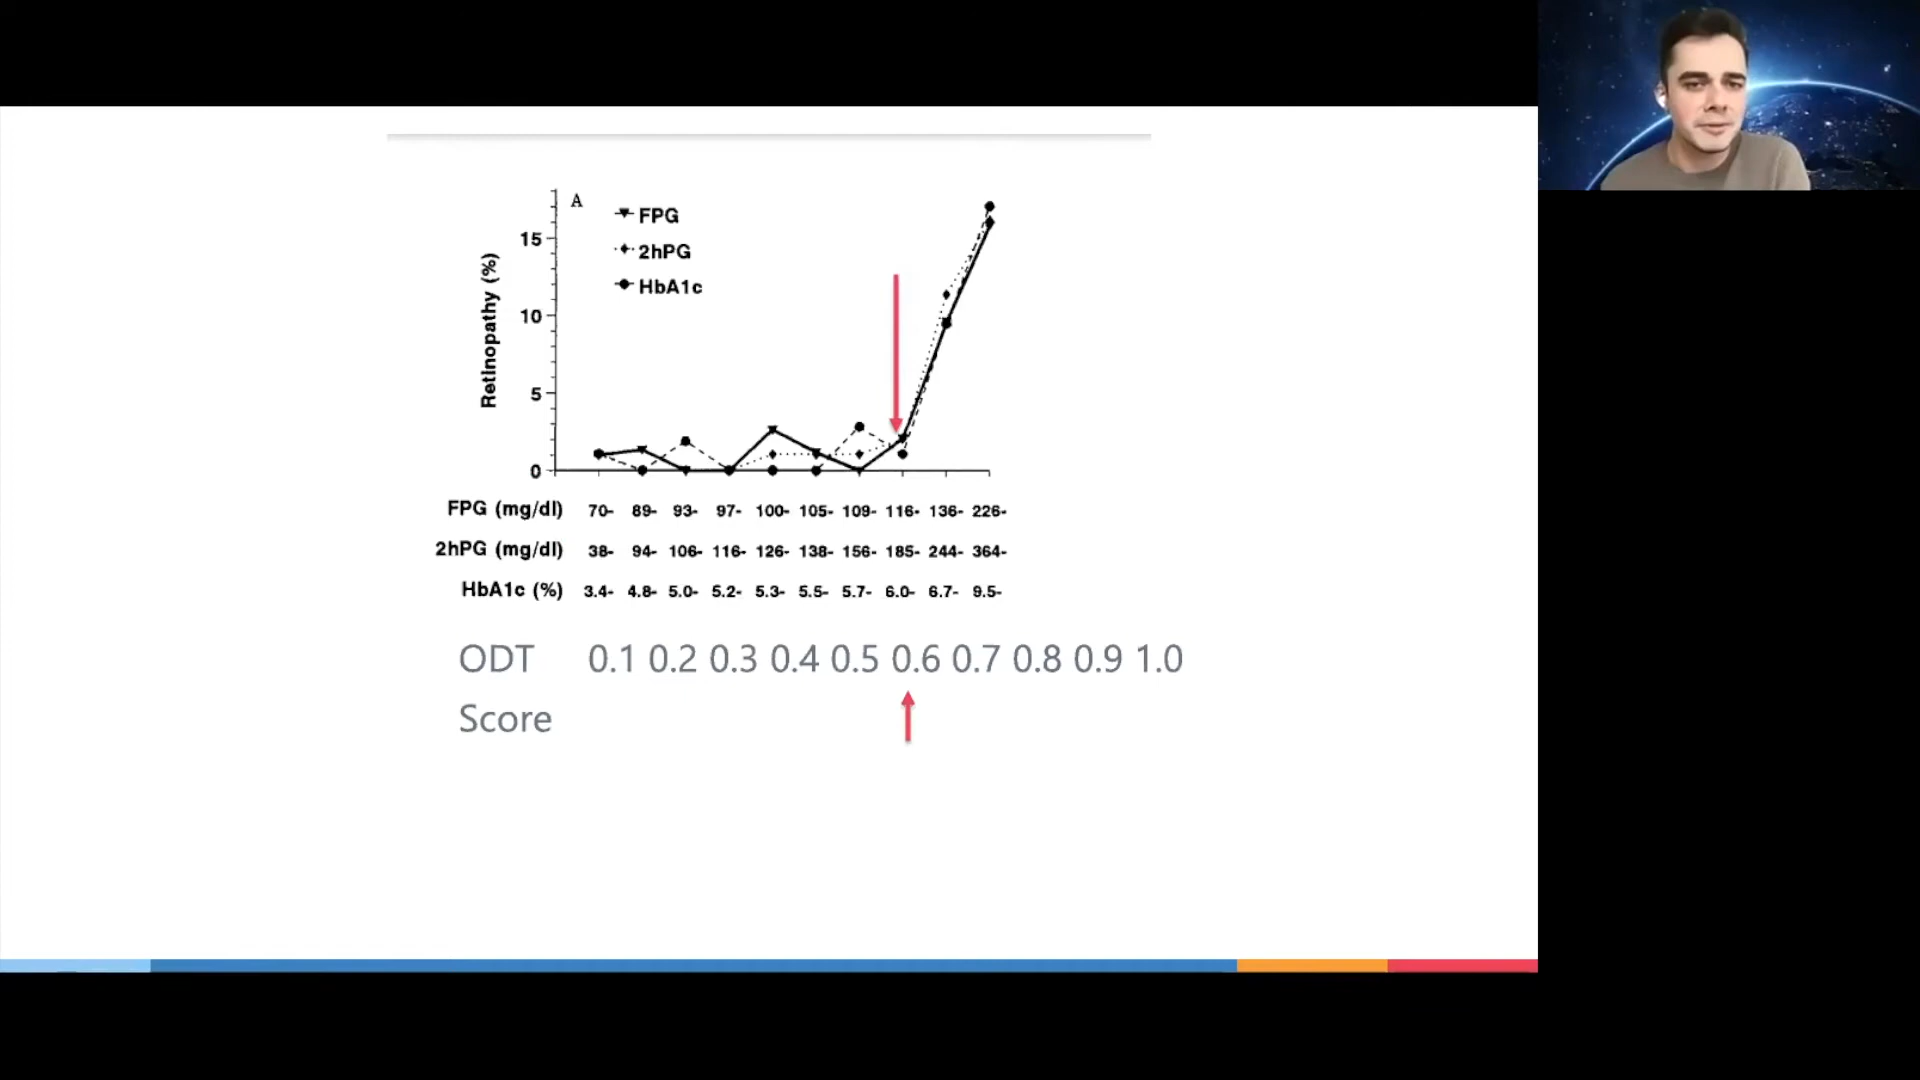 A
FPG
2hPG
HbA1c
Retinopathy (%)
15
10
5
0
FPG (mg/dl) 70- 89- 93- 97- 100- 105- 109- 116- 136- 226-
2hPG (mg/dl) 38- 94- 106- 116- 126- 138- 156- 185- 244- 364-
HbA1c (%) 3.4- 4.8- 5.0- 5.2- 5.3- 5.5- 5.7- 6.0- 6.7- 9.5-
ODT 0.1 0.2 0.3 0.4 0.5 0.6 0.7 0.8 0.9 1.0
Score